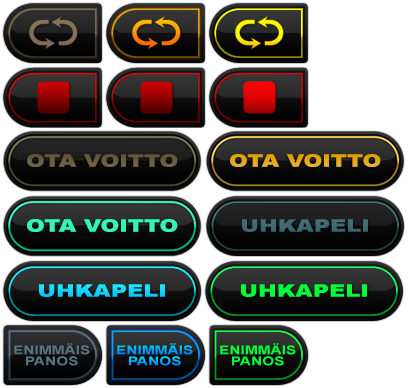 OTA VOITTO OTA VOITTO
OTA VOITTO UHKAPELI
UHKAPELI UHKAPELI
ENIMMÄIS ENIMMÄIS ENIMMÄIS
PANOS PANOS PANOS